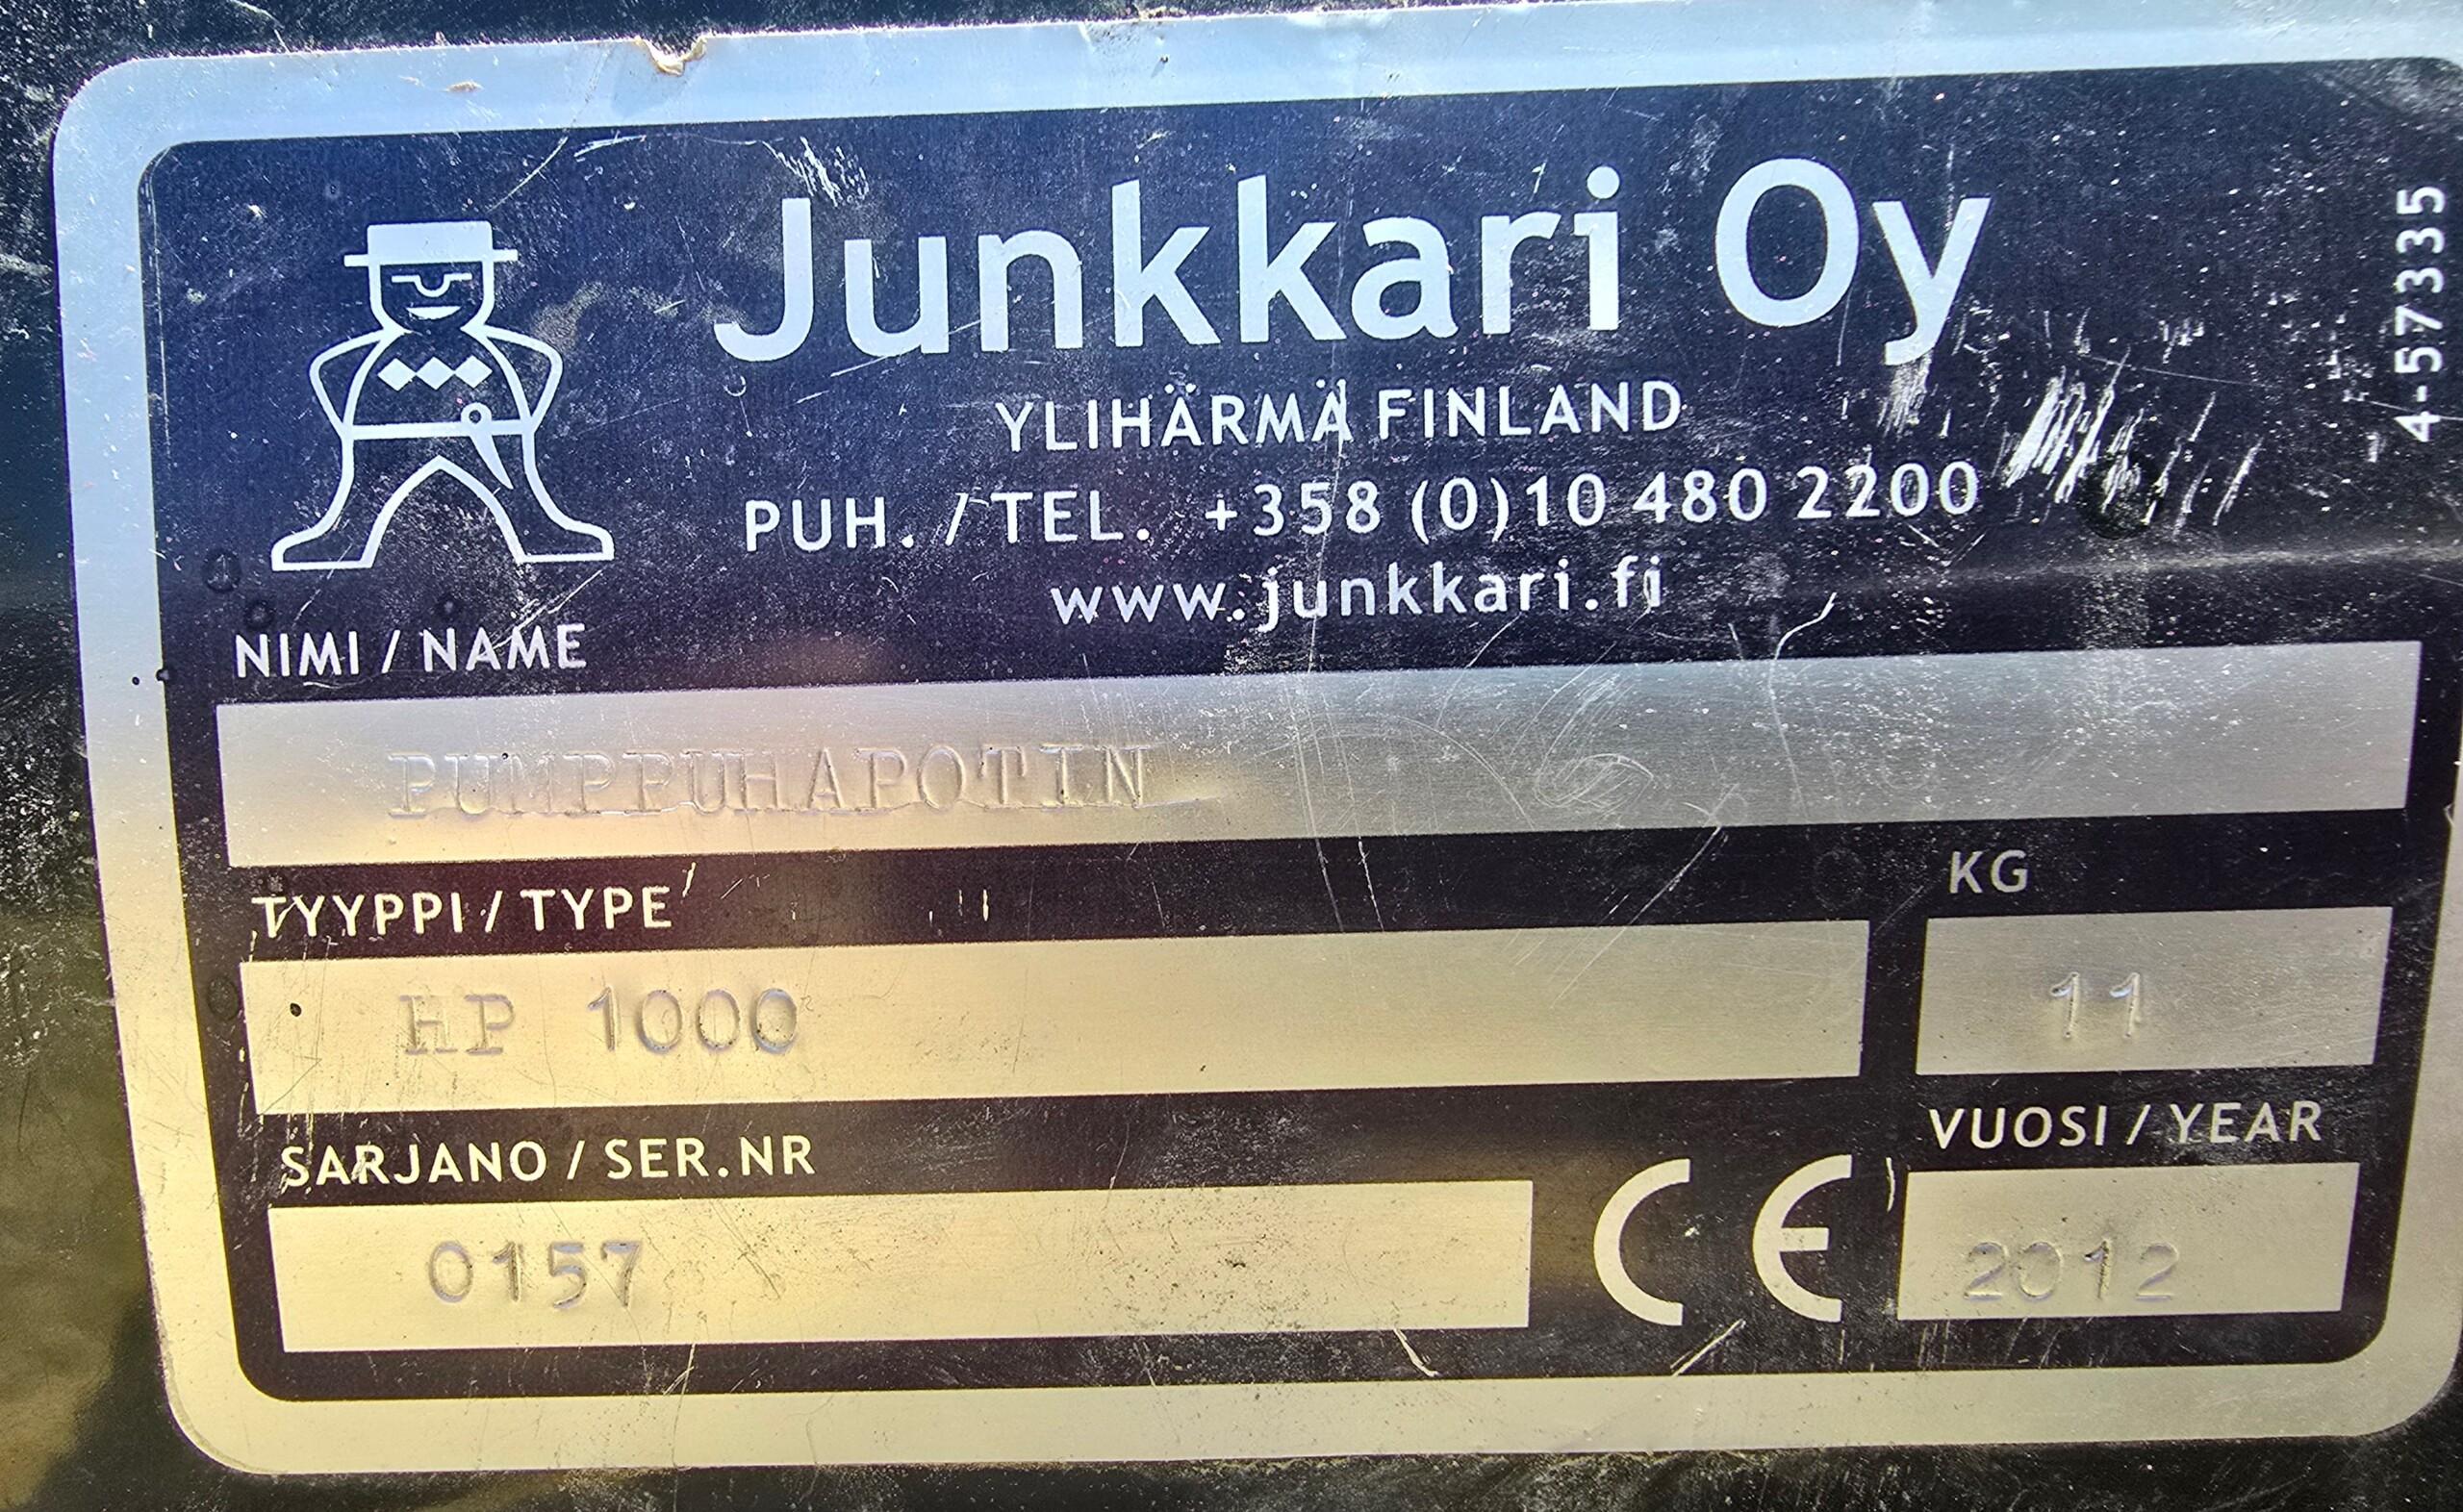 Junkkari Oy
YLIHÄRMÄ FINLAND
PUH. / TEL. +358 (0)10 480 2200
www.junkkari.fi
4-57335
NIMI / NAME
PUMPPUHAPOTIN
TYYPPI / TYPE
KG
HP 1000
11
SARJANO / SER.NR
VUOSI / YEAR
0157
CE
2012